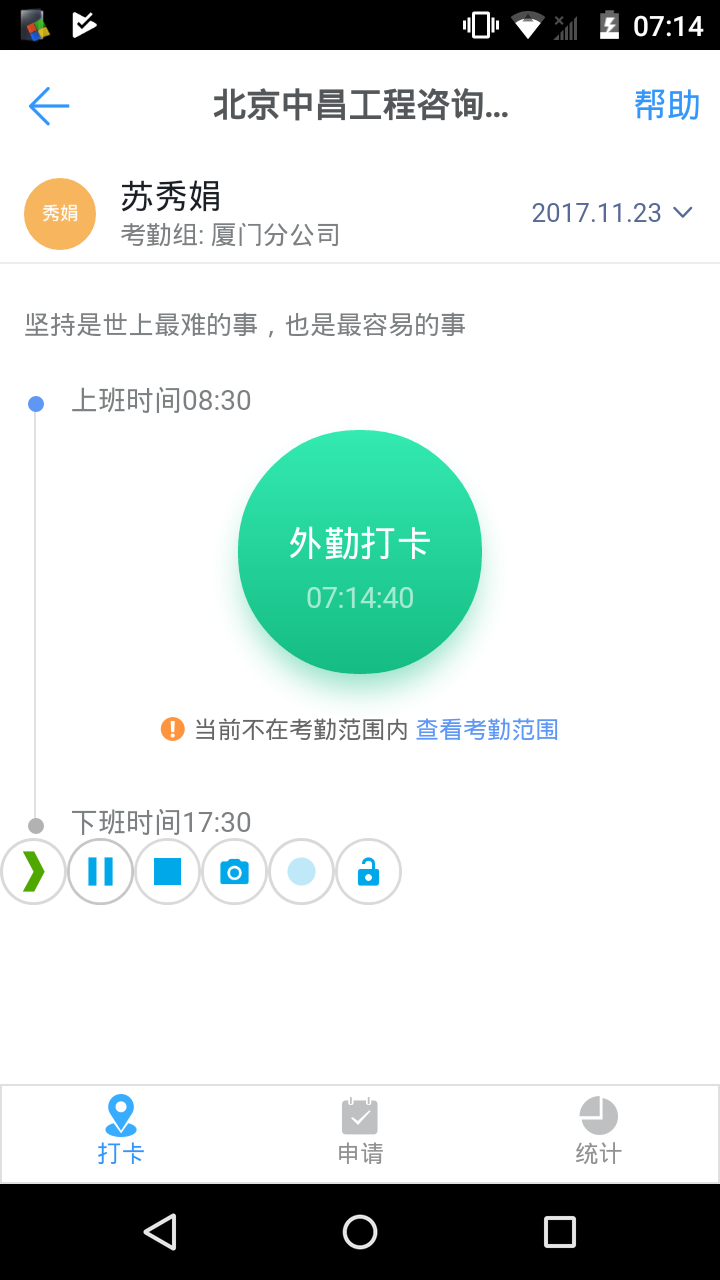 07:14
北京中昌工程咨询...
帮助
秀娟
苏秀娟
考勤组: 厦门分公司
2017.11.23
坚持是世上最难的事，也是最容易的事
上班时间08:30
外勤打卡
07:14:40
当前不在考勤范围内 查看考勤范围
下班时间17:30
打卡
申请
统计